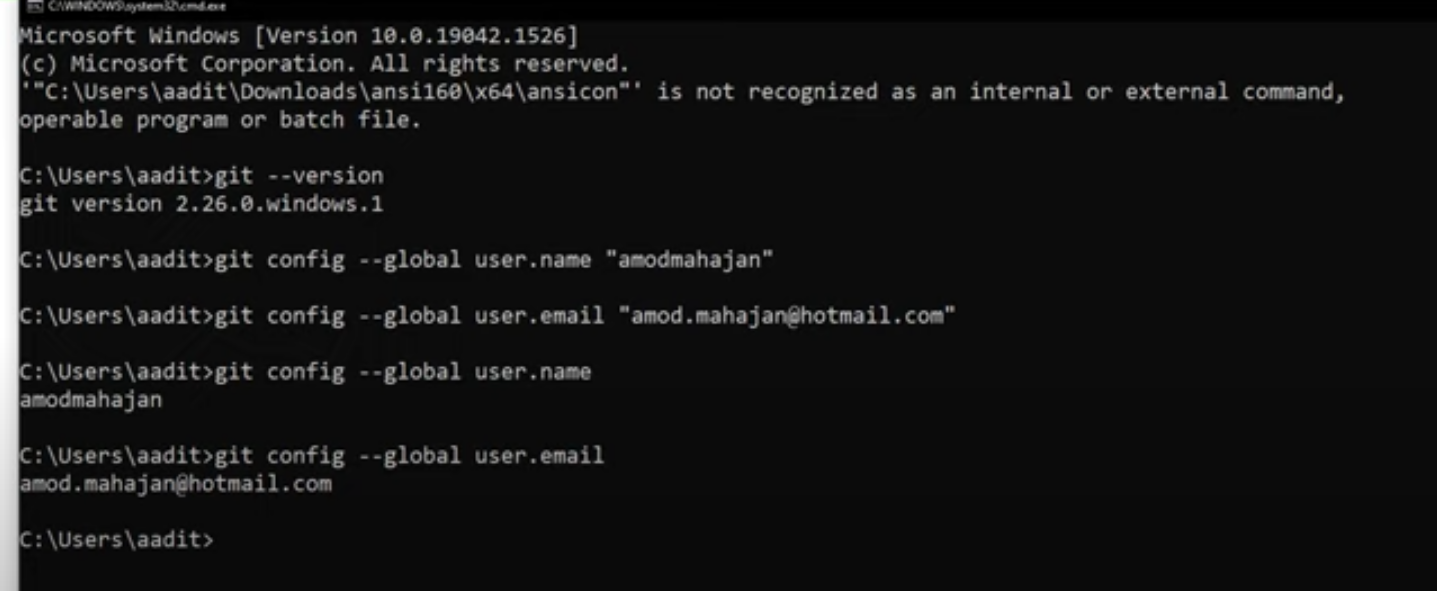 C:\WINDOWS\system32\cmd.exe
Microsoft Windows [Version 10.0.19042.1526]
(c) Microsoft Corporation. All rights reserved.
'"C:\Users\aadit\Downloads\ansi160\x64\ansicon"' is not recognized as an internal or external command,
operable program or batch file.
C:\Users\aadit>git --version
git version 2.26.0.windows.1
C:\Users\aadit>git config --global user.name "amodmahajan"
C:\Users\aadit>git config --global user.email "amod.mahajan@hotmail.com"
C:\Users\aadit>git config --global user.name
amodmahajan
C:\Users\aadit>git config --global user.email
amod.mahajan@hotmail.com
C:\Users\aadit>